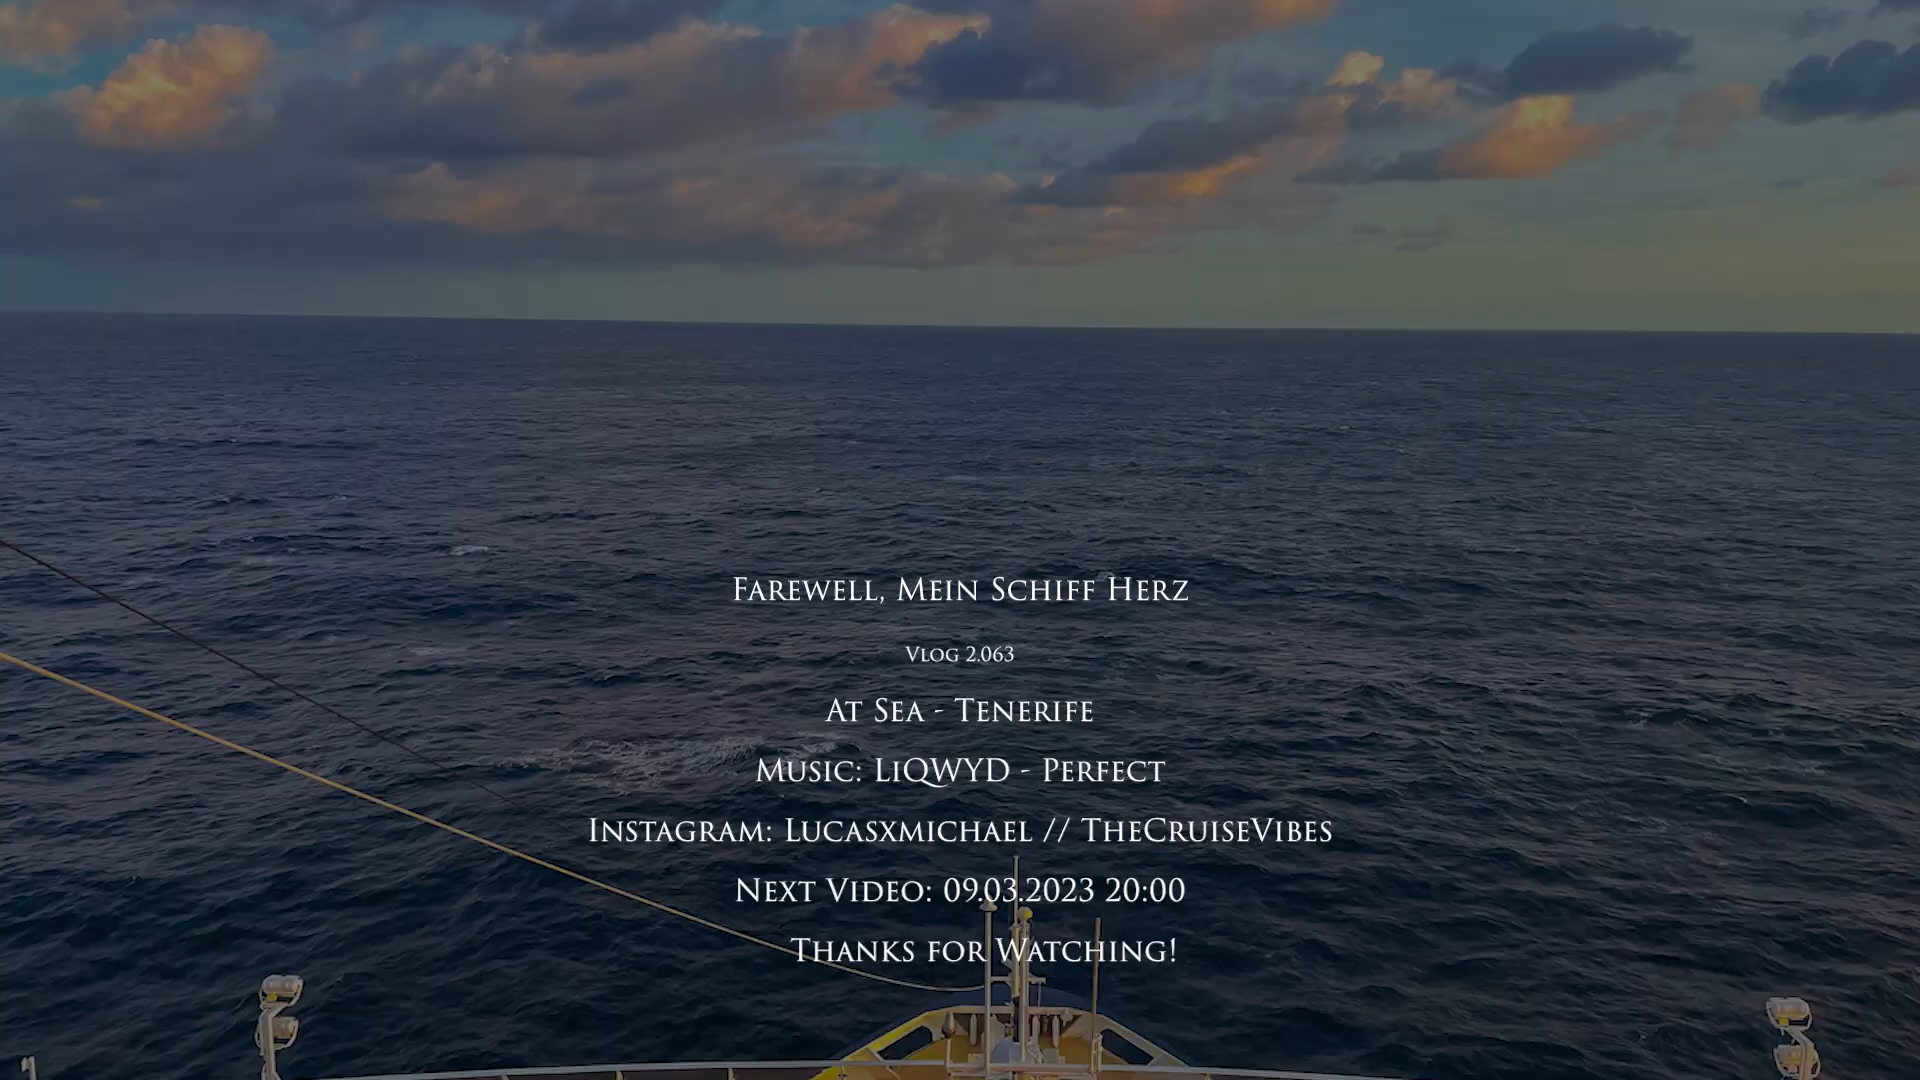 Farewell, Mein Schiff Herz
Vlog 2.063
At Sea - Tenerife
Music: LiQWYD - Perfect
Instagram: Lucasxmichael // TheCruiseVibes
Next Video: 09.03.2023 20:00
Thanks for Watching!